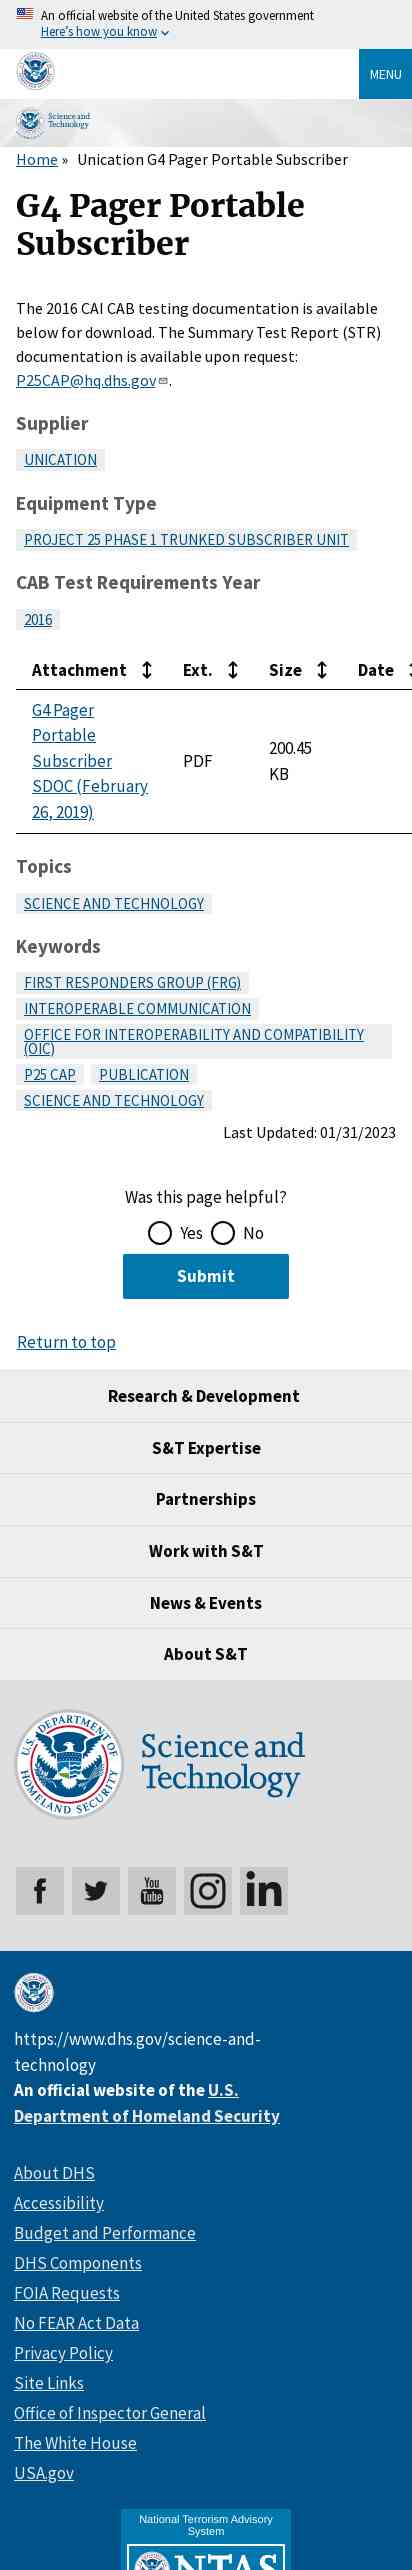 An official website of the United States government
Here's how you know
MENU
Science and
Technology
Home » Unication G4 Pager Portable Subscriber
G4 Pager Portable
Subscriber
The 2016 CAI CAB testing documentation is available
below for download. The Summary Test Report (STR)
documentation is available upon request:
P25CAP@hq.dhs.gov.
Supplier
UNICATION
Equipment Type
PROJECT 25 PHASE 1 TRUNKED SUBSCRIBER UNIT
CAB Test Requirements Year
2016
Attachment Ext. Size Date
G4 Pager
Portable
Subscriber
SDOC (February
26, 2019)
PDF
200.45
KB
Topics
SCIENCE AND TECHNOLOGY
Keywords
FIRST RESPONDERS GROUP (FRG)
INTEROPERABLE COMMUNICATION
OFFICE FOR INTEROPERABILITY AND COMPATIBILITY
(OIC)
P25 CAP PUBLICATION
SCIENCE AND TECHNOLOGY
Last Updated: 01/31/2023
Was this page helpful?
Yes No
Submit
Return to top
Research & Development
S&T Expertise
Partnerships
Work with S&T
News & Events
About S&T
U.S. DEPARTMENT OF
HOMELAND SECURITY
Science and
Technology
You
Tube
https://www.dhs.gov/science-and-
technology
An official website of the U.S.
Department of Homeland Security
About DHS
Accessibility
Budget and Performance
DHS Components
FOIA Requests
No FEAR Act Data
Privacy Policy
Site Links
Office of Inspector General
The White House
USA.gov
National Terrorism Advisory
System
NTAS